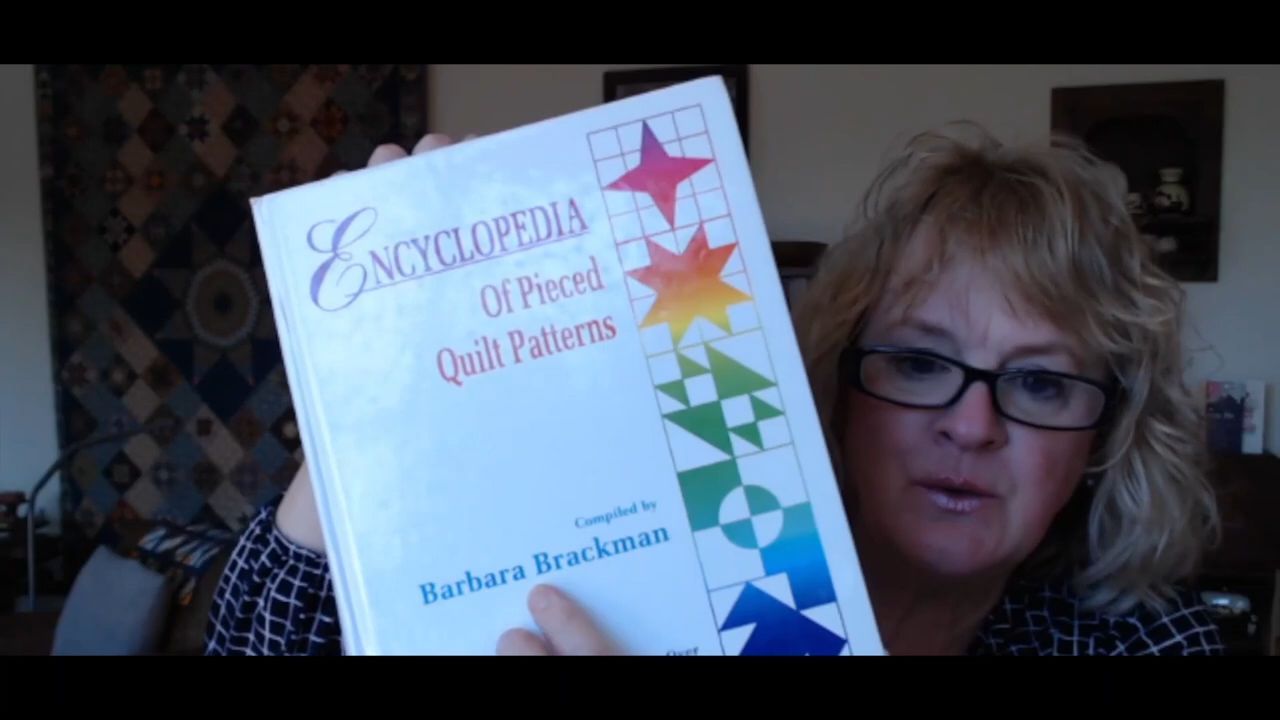 ENCYCLOPEDIA
Of Pieced
Quilt Patterns
Compiled by
Barbara Brackman
Over